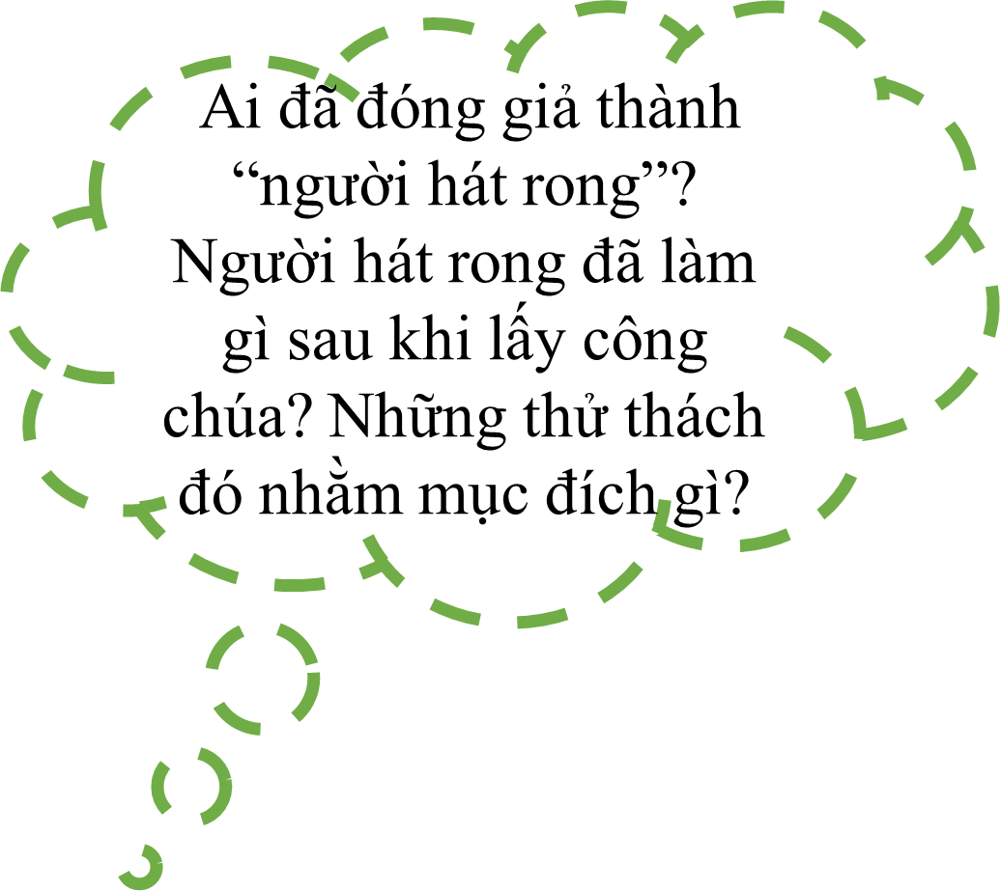 Ai đã đóng giả thành
“người hát rong”?
Người hát rong đã làm
gì sau khi lấy công
chúa? Những thử thách
đó nhằm mục đích gì?